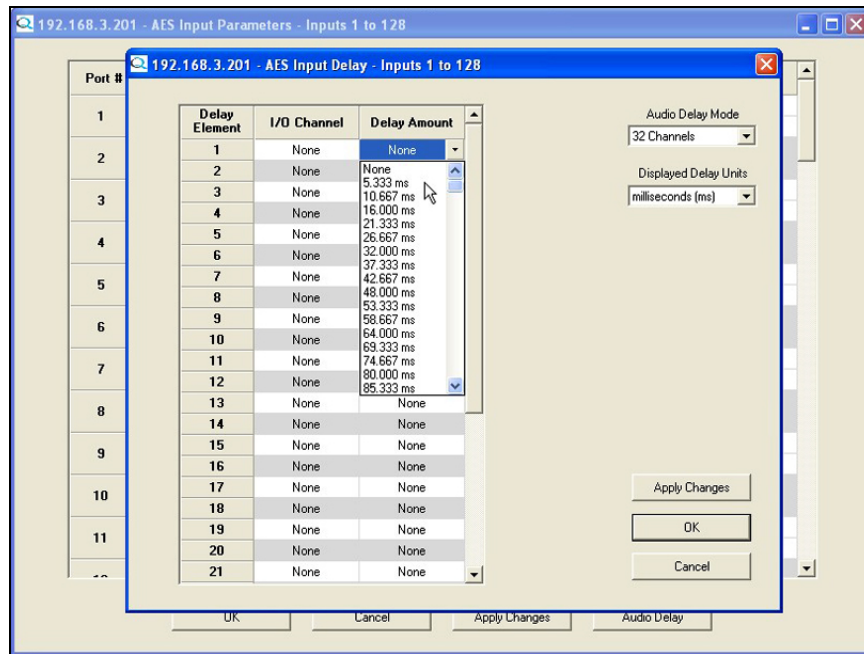 192.168.3.201 - AES Input Parameters - Inputs 1 to 128
192.168.3.201 - AES Input Delay - Inputs 1 to 128
Port #
1
2
3
4
5
6
7
8
9
10
11
Delay Element I/O Channel Delay Amount
1 None None
2 None
3 None
4 None
5 None
6 None
7 None
8 None
9 None
10 None
11 None
12 None
13 None None
14 None None
15 None None
16 None None
17 None None
18 None None
19 None None
20 None None
21 None None
None
5.333 ms
10.667 ms
16.000 ms
21.333 ms
26.667 ms
32.000 ms
37.333 ms
42.667 ms
48.000 ms
53.333 ms
58.667 ms
64.000 ms
69.333 ms
74.667 ms
80.000 ms
85.333 ms
Audio Delay Mode
32 Channels
Displayed Delay Units
milliseconds (ms)
Apply Changes
OK
Cancel
OK Cancel Apply Changes Audio Delay